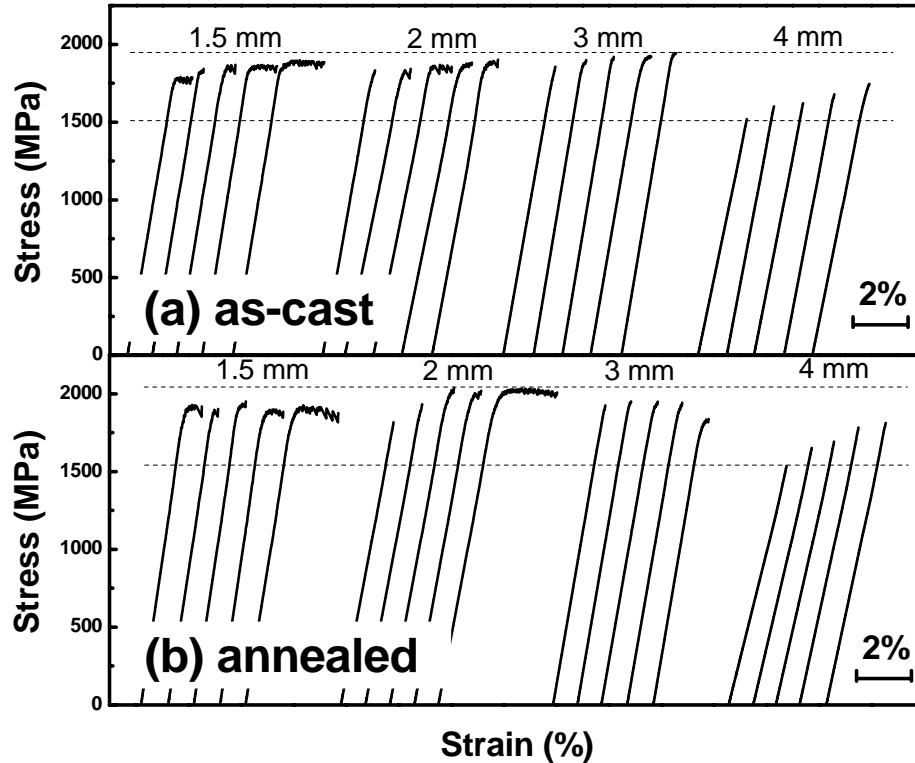 2000
1500
1000
500
0
Stress (MPa)
1.5 mm
2 mm
3 mm
4 mm
2%
(a) as-cast
2000
1500
1000
500
0
Stress (MPa)
1.5 mm
2 mm
3 mm
4 mm
2%
(b) annealed
Strain (%)